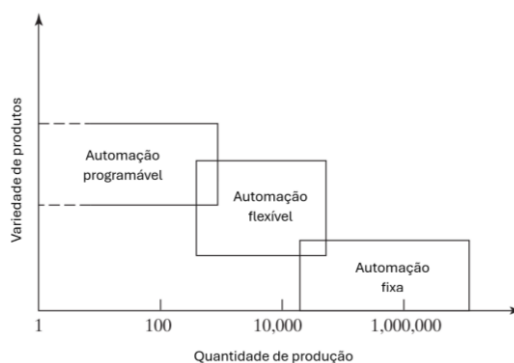 Variedade de produtos
Automação
programável
Automação
flexível
Automação
fixa
1
100
10,000
1,000,000
Quantidade de produção